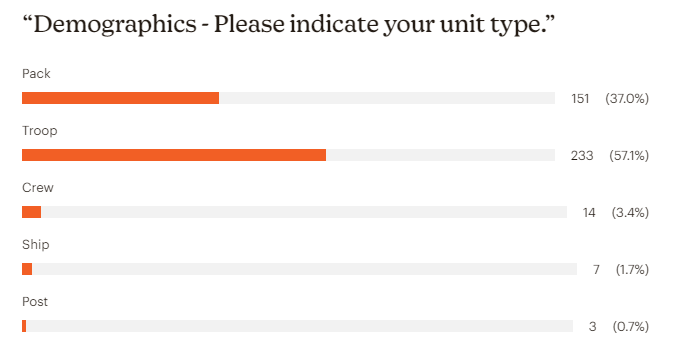 “Demographics - Please indicate your unit type.”
Pack
151 (37.0%)
Troop
233 (57.1%)
Crew
14 (3.4%)
Ship
7 (1.7%)
Post
3 (0.7%)